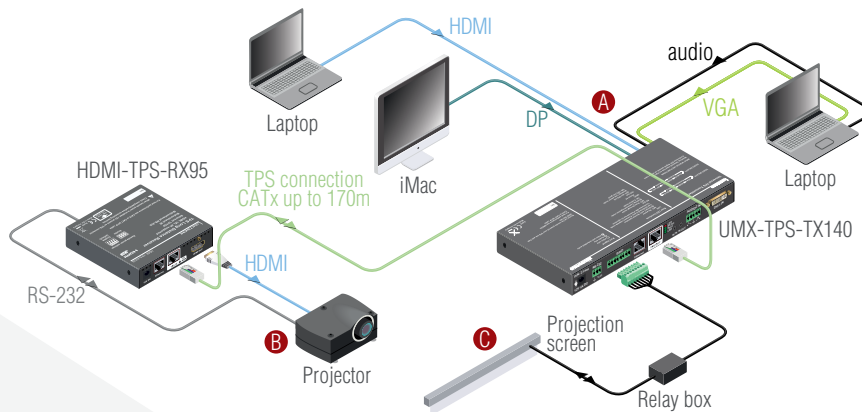 HDMI
audio
A
VGA
Laptop
DP
HDMI-TPS-RX95
TPS connection
CATx up to 170m
iMac
Laptop
UMX-TPS-TX140
HDMI
RS-232
B
Projector
C
Projection
screen
Relay box